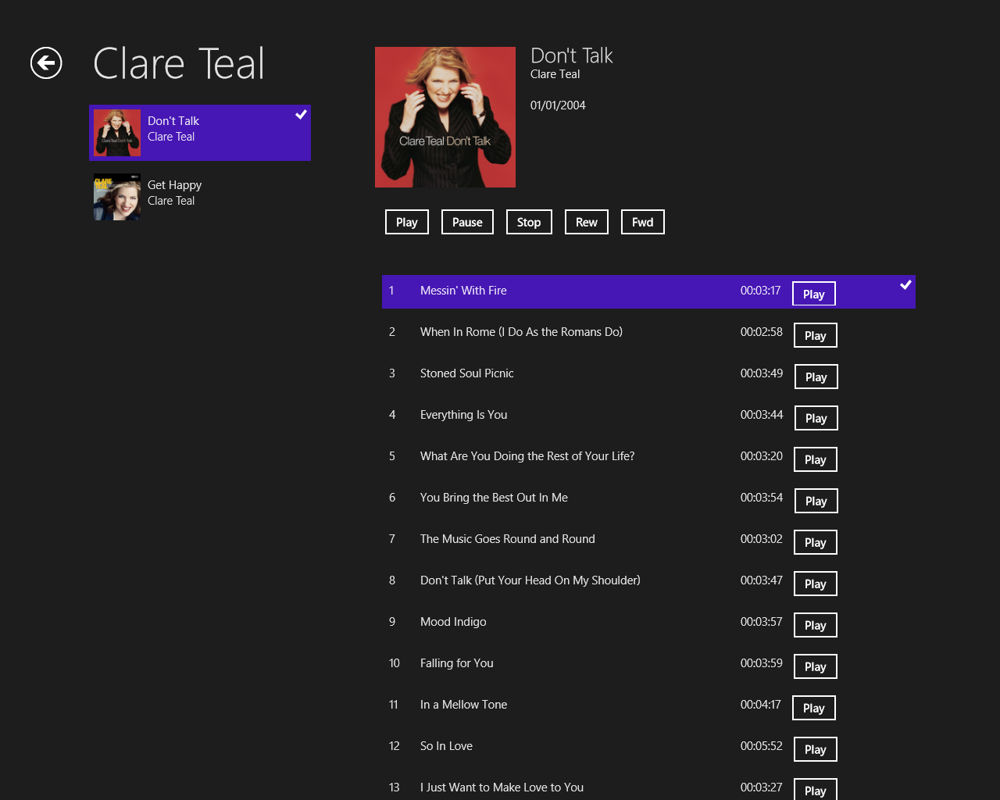 Clare Teal
Don't Talk
Clare Teal
Get Happy
Clare Teal
Clare Teal Don't Talk
Don't Talk
Clare Teal
01/01/2004
Play Pause Stop Rew Fwd
1 Messin' With Fire 00:03:17 Play
2 When In Rome (I Do As the Romans Do) 00:02:58 Play
3 Stoned Soul Picnic 00:03:49 Play
4 Everything Is You 00:03:44 Play
5 What Are You Doing the Rest of Your Life? 00:03:20 Play
6 You Bring the Best Out In Me 00:03:54 Play
7 The Music Goes Round and Round 00:03:02 Play
8 Don't Talk (Put Your Head On My Shoulder) 00:03:47 Play
9 Mood Indigo 00:03:57 Play
10 Falling for You 00:03:59 Play
11 In a Mellow Tone 00:04:17 Play
12 So In Love 00:05:52 Play
13 I Just Want to Make Love to You 00:03:27 Play